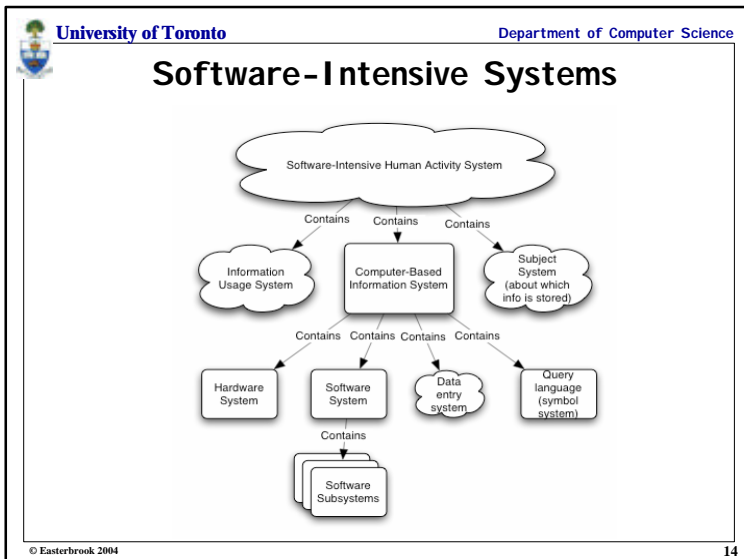 University of Toronto
Department of Computer Science
Software-Intensive Systems
Software-Intensive Human Activity System
Contains
Contains
Contains
Information
Usage System
Computer-Based
Information System
Subject
System
(about which
info is stored)
Contains
Contains
Contains
Contains
Hardware
System
Software
System
Data
entry
system
Query
language
(symbol
system)
Contains
Software
Subsystems
© Easterbrook 2004
14